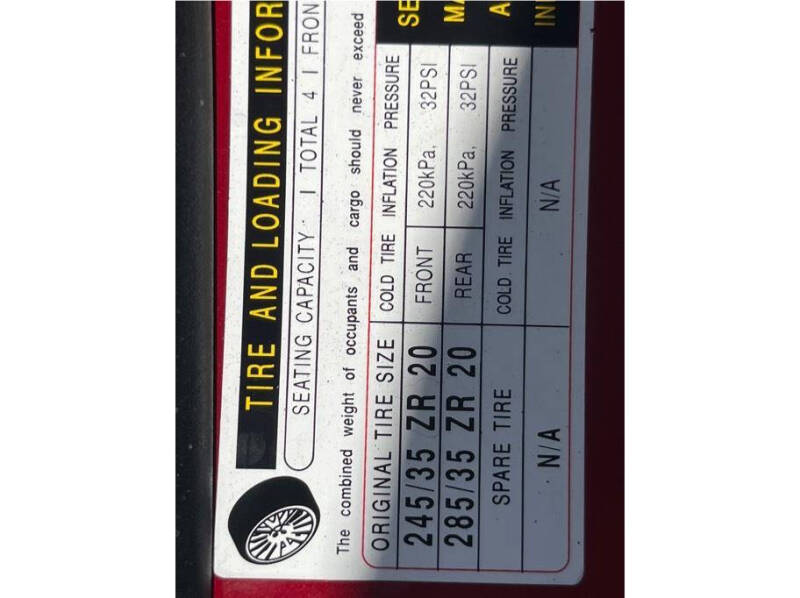 TIRE AND LOADING INFOR
SEATING CAPACITY I TOTAL 4 I FRON
The combined weight of occupants and cargo should never exceed
ORIGINAL TIRE SIZE COLD TIRE INFLATION PRESSURE SE
245/35 ZR 20 FRONT 220kPa, 32PSI
285/35 ZR 20 REAR 220kPa, 32PSI
SPARE TIRE COLD TIRE INFLATION PRESSURE A
N/A N/A IN